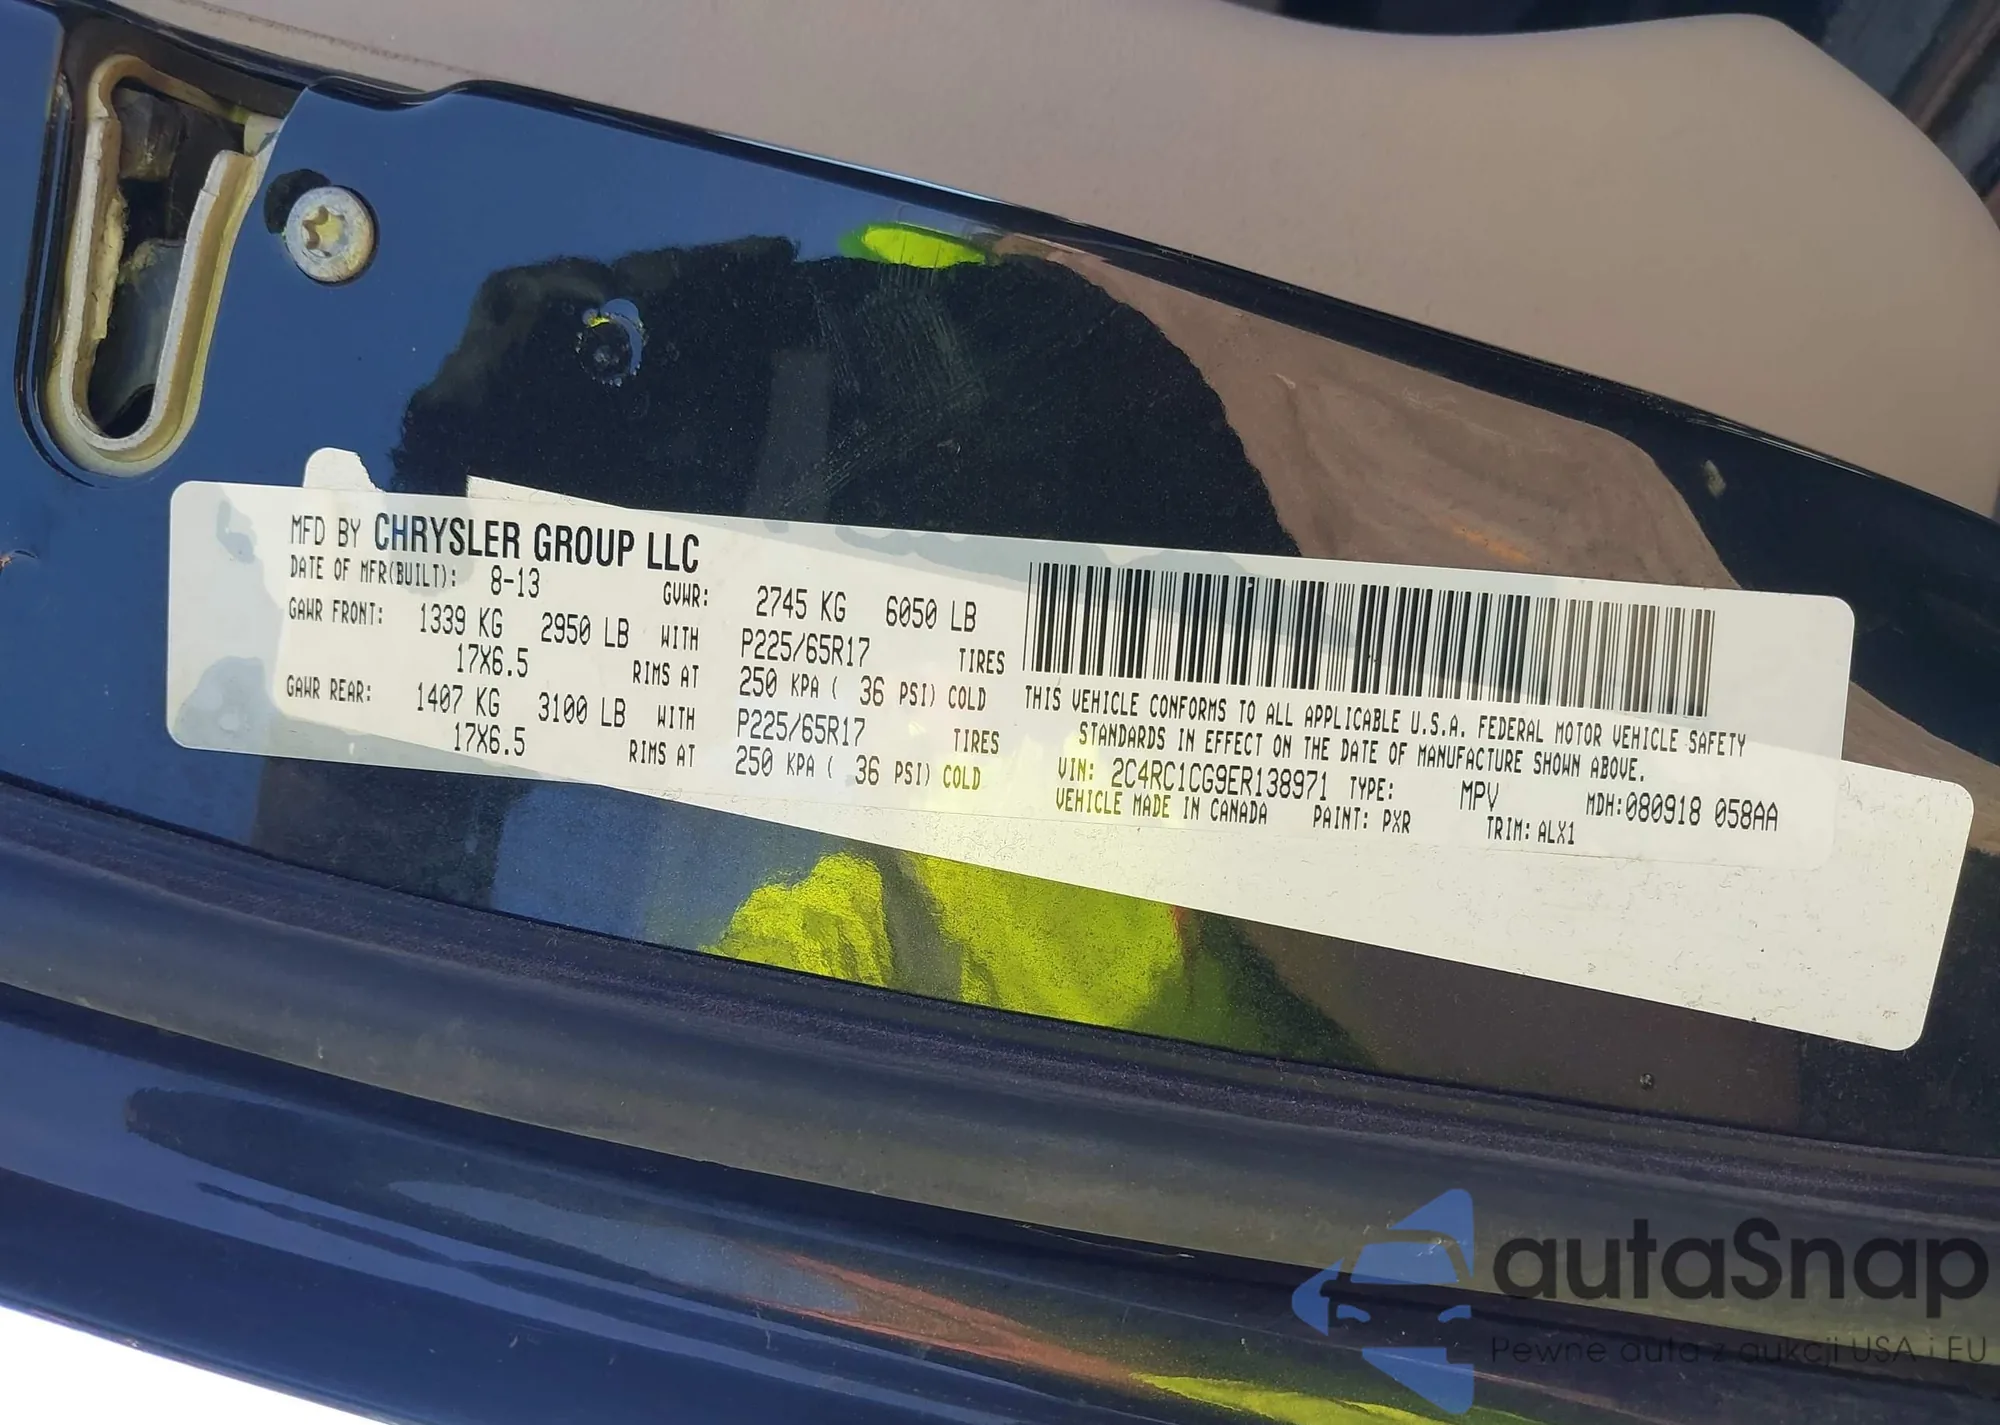 MFD BY CHRYSLER GROUP LLC
DATE OF MFR(BUILT): 8-13 GVWR: 2745 KG 6050 LB
GAWR FRONT: 1339 KG 2950 LB WITH P225/65R17 TIRES
17X6.5 RIMS AT 250 KPA ( 36 PSI) COLD
GAWR REAR: 1407 KG 3100 LB WITH P225/65R17 TIRES
17X6.5 RIMS AT 250 KPA ( 36 PSI) COLD
THIS VEHICLE CONFORMS TO ALL APPLICABLE U.S.A. FEDERAL MOTOR VEHICLE SAFETY
STANDARDS IN EFFECT ON THE DATE OF MANUFACTURE SHOWN ABOVE.
VIN: 2C4RC1CG9ER138971 TYPE: MPV MDH:080918 058AA
VEHICLE MADE IN CANADA PAINT: PXR TRIM: ALX1
autaSnap
Pewne auta z aukcji USA i EU